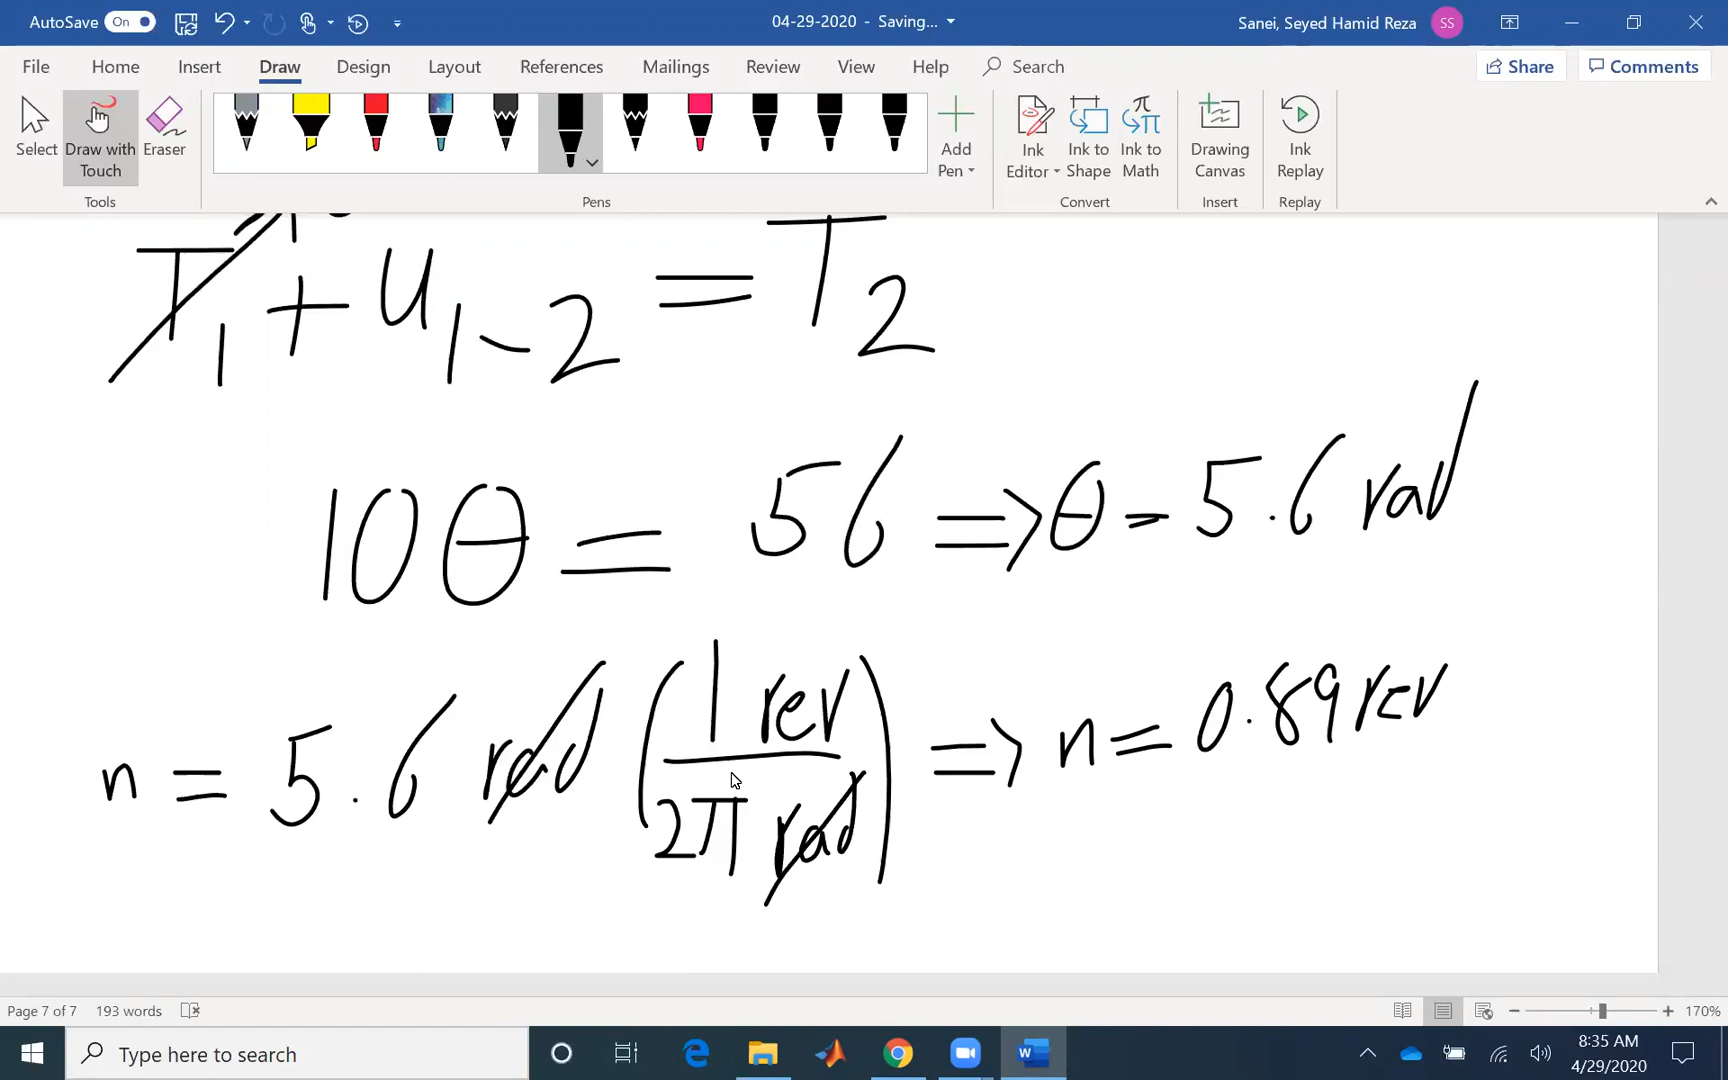 AutoSave On 04-29-2020 - Saving... Sanei, Seyed Hamid Reza SS
File Home Insert Draw Design Layout References Mailings Review View Help Search Share Comments
Select Draw with Touch Eraser Add Pen Ink Editor Ink to Shape Ink to Math Drawing Canvas Ink Replay
Tools Pens Convert Insert Replay
T₁ + U₁₋₂ = T₂
10θ = 56 ⇒ θ = 5.6 rad
n = 5.6 rad (1 rev / 2π rad) ⇒ n = 0.89 rev
Page 7 of 7 193 words 170%
Type here to search 8:35 AM
4/29/2020